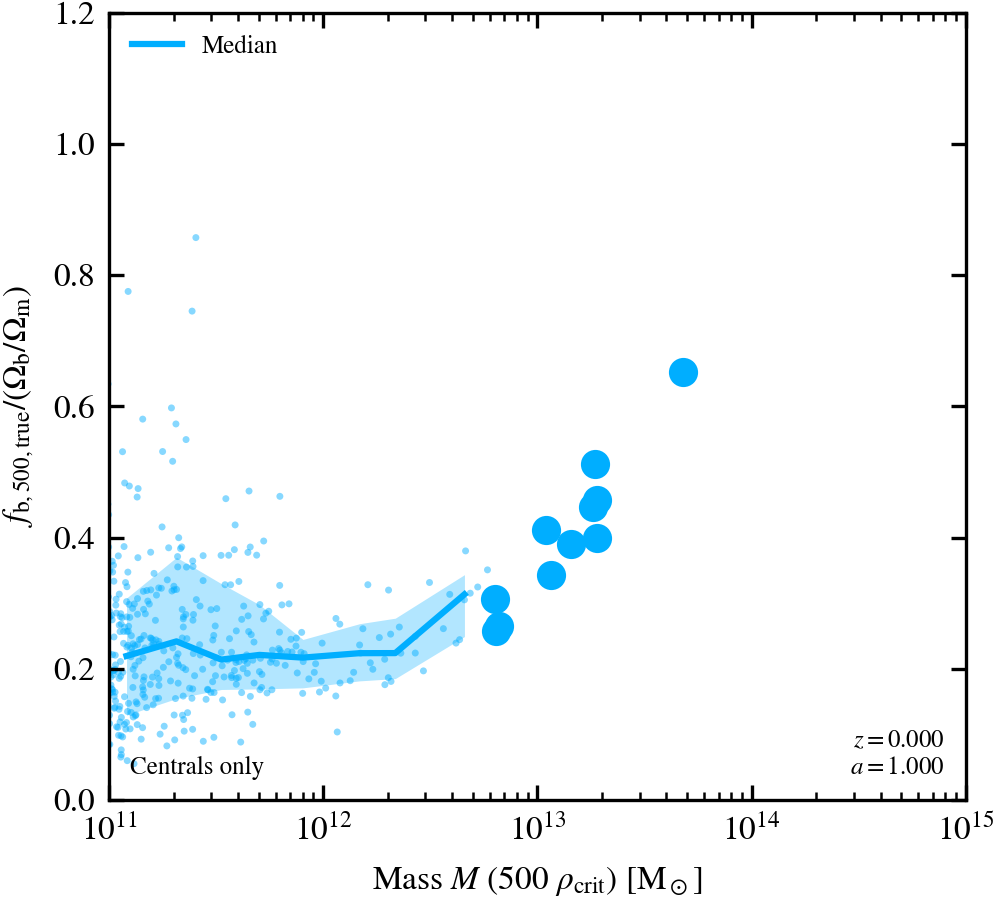 Median
1.2
1.0
0.8
0.6
0.4
0.2
0.0
f_b,500,true/(Ω_b/Ω_m)
Centrals only
z = 0.000
a = 1.000
10^11 10^12 10^13 10^14 10^15
Mass M (500 ρ_crit) [M_⊙]